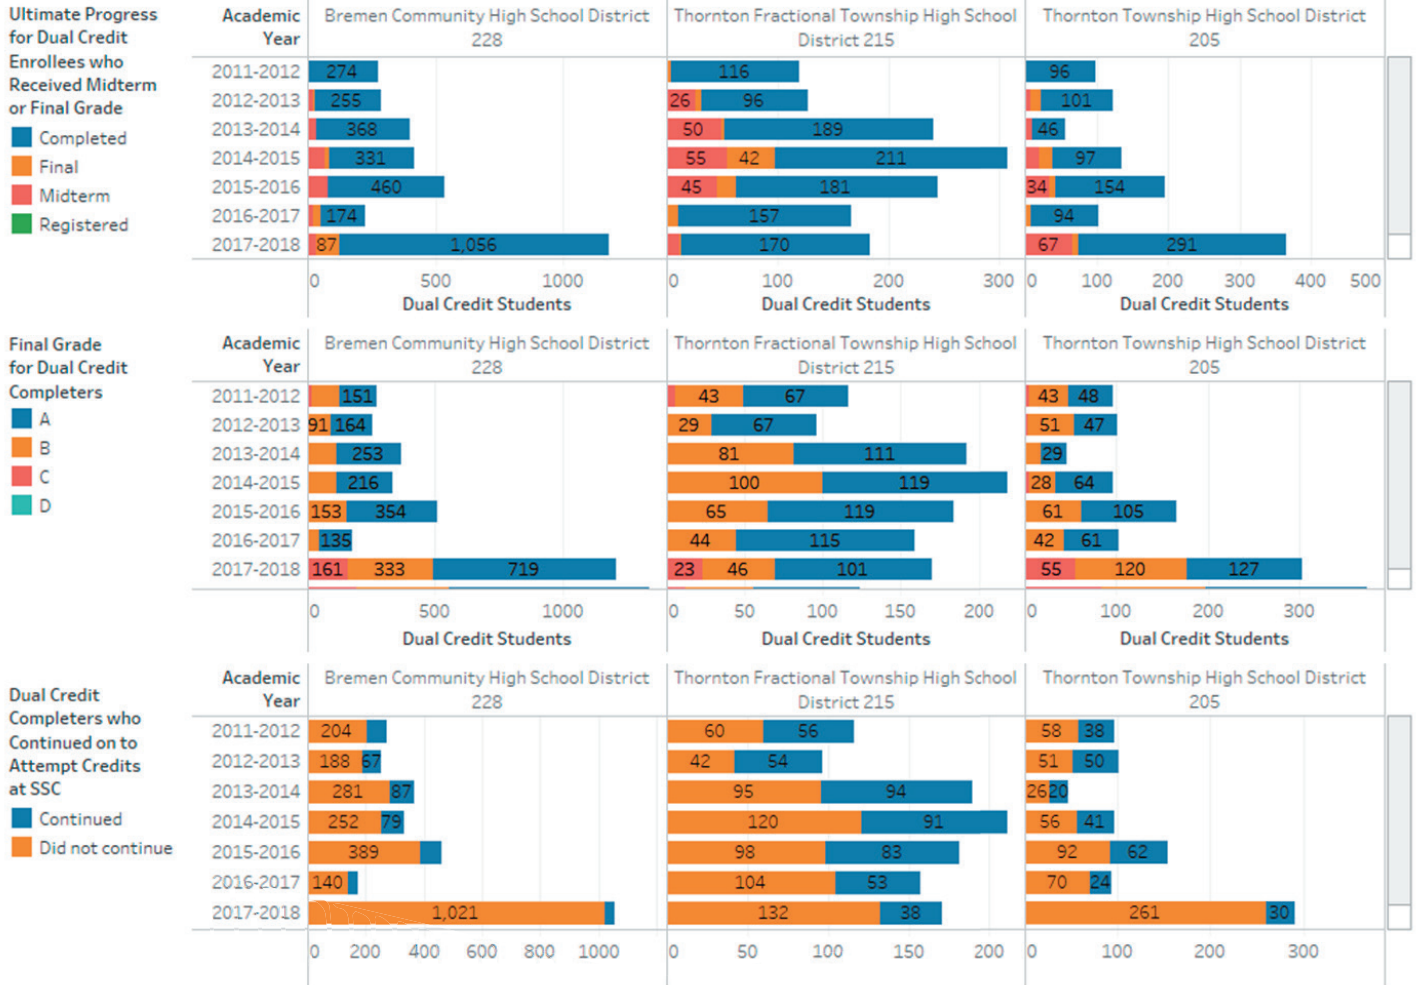 Ultimate Progress
for Dual Credit
Enrollees who
Received Midterm
or Final Grade
Completed
Final
Midterm
Registered
Academic
Year
Bremen Community High School District
228
Thornton Fractional Township High School
District 215
Thornton Township High School District
205
2011-2012 274 116 96
2012-2013 255 26 96 101
2013-2014 368 50 189 46
2014-2015 331 55 42 211 97
2015-2016 460 45 181 34 154
2016-2017 174 157 94
2017-2018 87 1,056 170 67 291
0 500 1000 0 100 200 300 0 100 200 300 400 500
Dual Credit Students Dual Credit Students Dual Credit Students
Final Grade
for Dual Credit
Completers
A
B
C
D
Academic
Year
Bremen Community High School District
228
Thornton Fractional Township High School
District 215
Thornton Township High School District
205
2011-2012 151 43 67 43 48
2012-2013 91 164 29 67 51 47
2013-2014 253 81 111 29
2014-2015 216 100 119 28 64
2015-2016 153 354 65 119 61 105
2016-2017 135 44 115 42 61
2017-2018 161 333 719 23 46 101 55 120 127
0 500 1000 0 50 100 150 200 0 100 200 300
Dual Credit Students Dual Credit Students Dual Credit Students
Dual Credit
Completers who
Continued on to
Attempt Credits
at SSC
Continued
Did not continue
Academic
Year
Bremen Community High School District
228
Thornton Fractional Township High School
District 215
Thornton Township High School District
205
2011-2012 204 60 56 58 38
2012-2013 188 67 42 54 51 50
2013-2014 281 87 95 94 26 20
2014-2015 252 79 120 91 56 41
2015-2016 389 98 83 92 62
2016-2017 140 104 53 70 24
2017-2018 1,021 132 38 261 30
0 200 400 600 800 1000 0 50 100 150 200 0 100 200 300